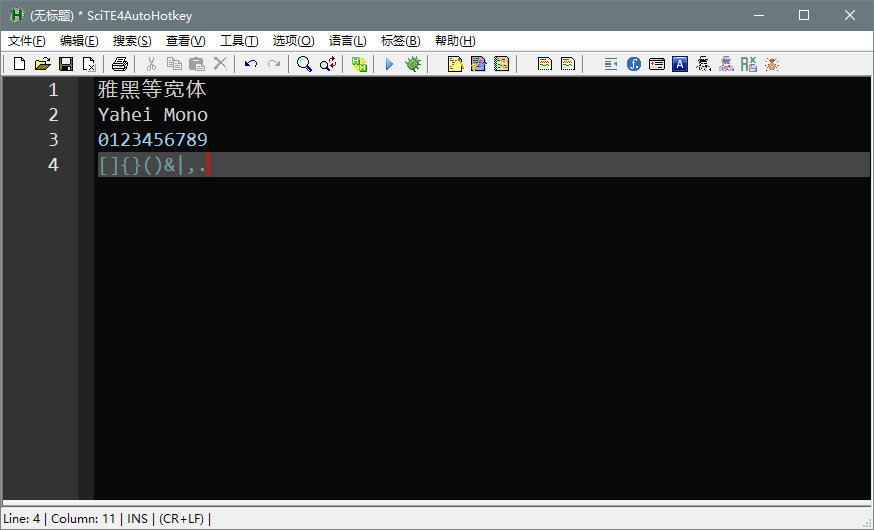 (无标题) * SciTE4AutoHotkey
文件(F) 编辑(E) 搜索(S) 查看(V) 工具(T) 选项(O) 语言(L) 标签(B) 帮助(H)
1 雅黑等宽体
2 Yahei Mono
3 0123456789
4 []{}()&|,.
Line: 4 | Column: 11 | INS | (CR+LF) |